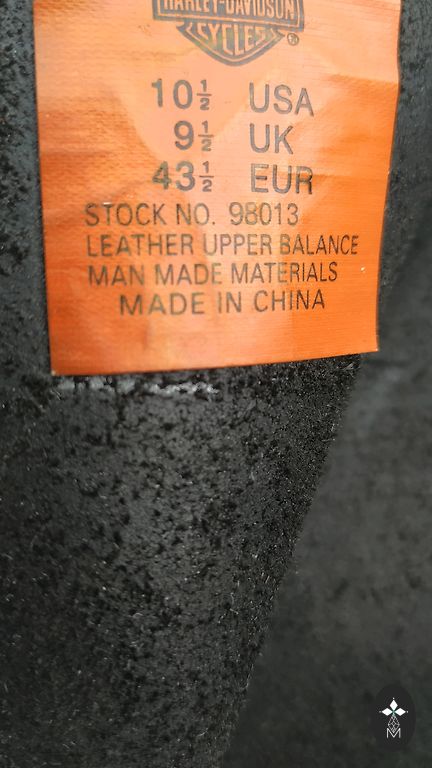 HARLEY-DAVIDSON
CYCLES ®
10½ USA
9½ UK
43½ EUR
STOCK NO. 98013
LEATHER UPPER BALANCE
MAN MADE MATERIALS
MADE IN CHINA
M